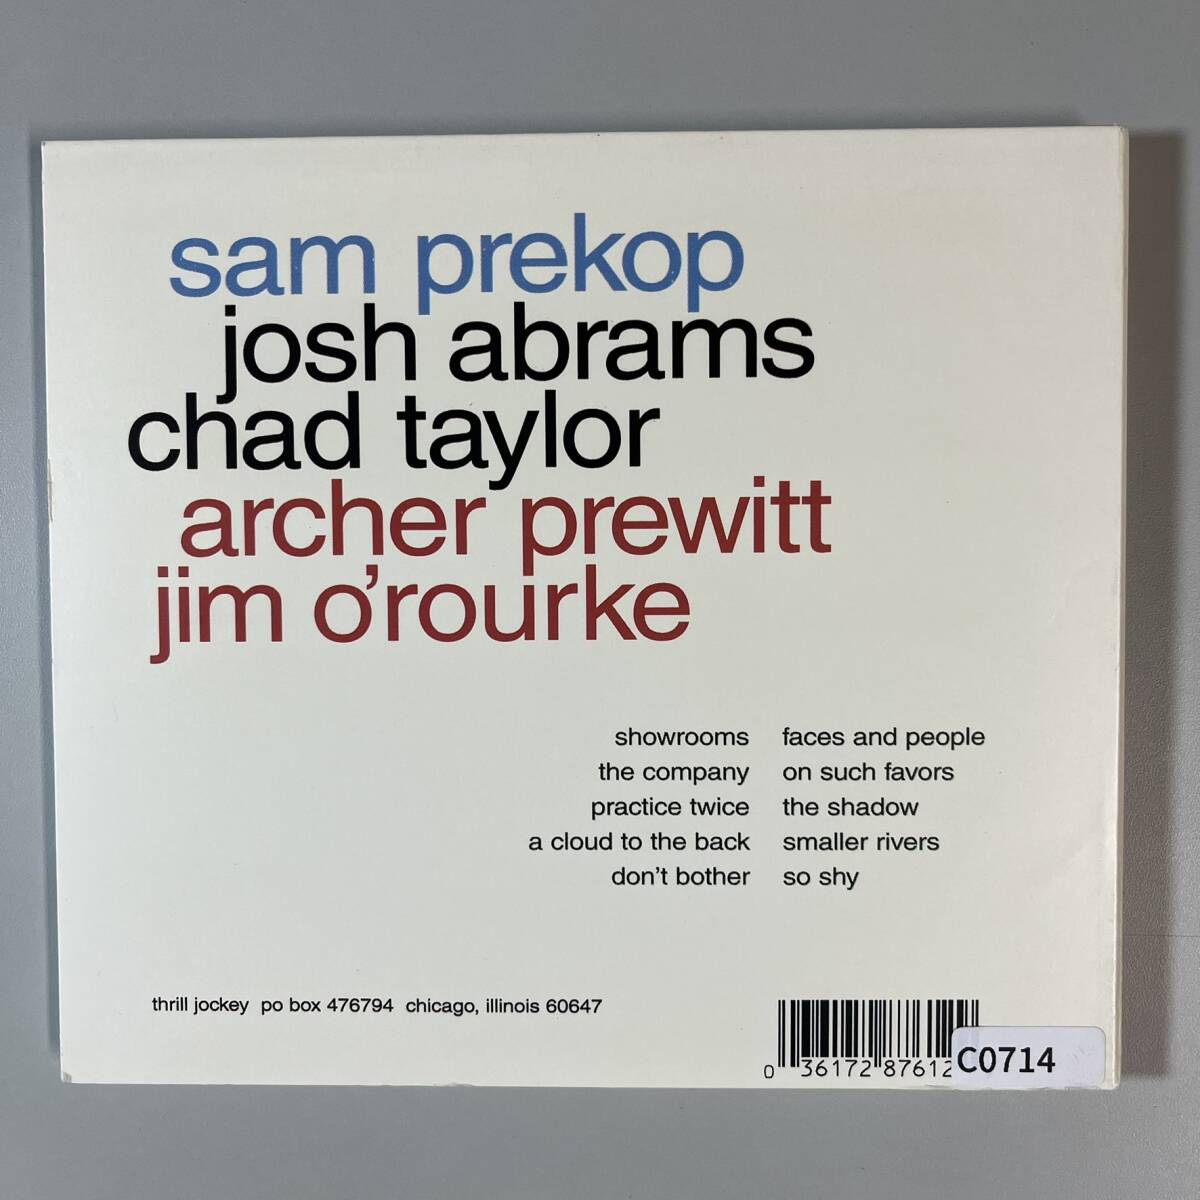 sam prekop
josh abrams
chad taylor
archer prewitt
jim o'rourke
showrooms
the company
practice twice
a cloud to the back
don't bother
faces and people
on such favors
the shadow
smaller rivers
so shy
thrill jockey po box 476794 chicago, illinois 60647
0 36172 87612
C0714